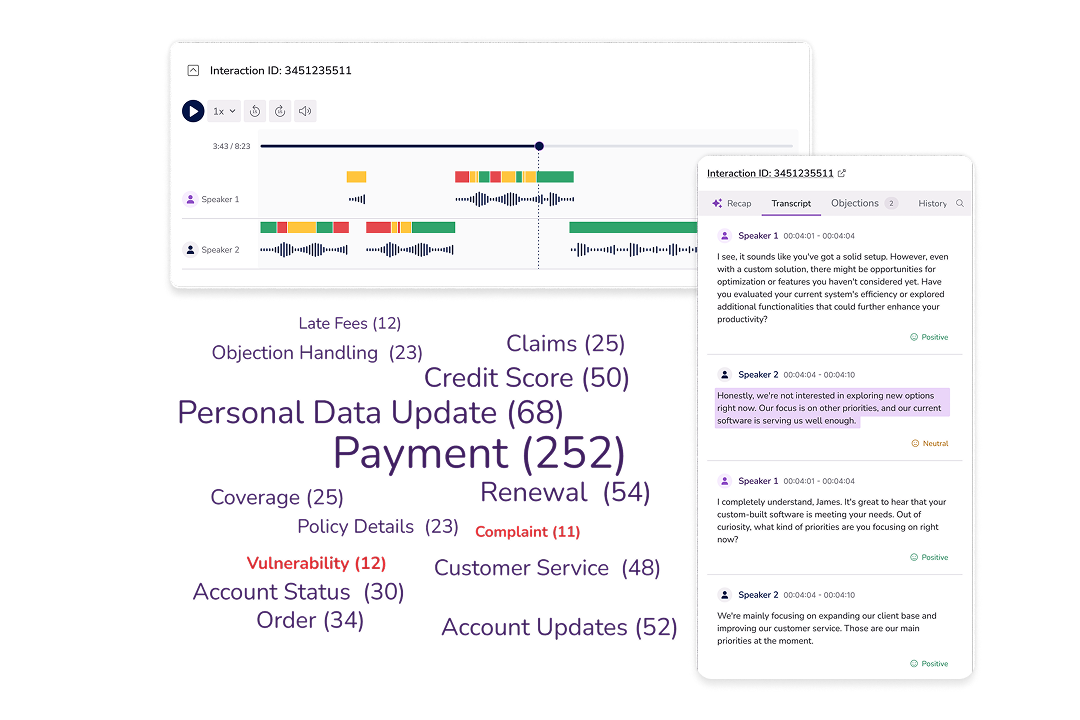 Interaction ID: 3451235511
1x
3:43 / 8:23
Speaker 1
Speaker 2
Interaction ID: 3451235511
Recap Transcript Objections 2 History
Speaker 1 00:04:01 - 00:04:04
I see, it sounds like you've got a solid setup. However, even
with a custom solution, there might be opportunities for
optimization or features you haven't considered yet. Have
you evaluated your current system's efficiency or explored
additional functionalities that could further enhance your
productivity?
Positive
Speaker 2 00:04:04 - 00:04:10
Honestly, we're not interested in exploring new options
right now. Our focus is on other priorities, and our current
software is serving us well enough.
Neutral
Speaker 1 00:04:01 - 00:04:04
I completely understand, James. It's great to hear that your
custom-built software is meeting your needs. Out of
curiosity, what kind of priorities are you focusing on right
now?
Positive
Speaker 2 00:04:04 - 00:04:10
We're mainly focusing on expanding our client base and
improving our customer service. Those are our main
priorities at the moment.
Positive
Late Fees (12)
Claims (25)
Objection Handling (23)
Credit Score (50)
Personal Data Update (68)
Payment (252)
Renewal (54)
Coverage (25)
Policy Details (23)
Complaint (11)
Vulnerability (12)
Customer Service (48)
Account Status (30)
Order (34)
Account Updates (52)